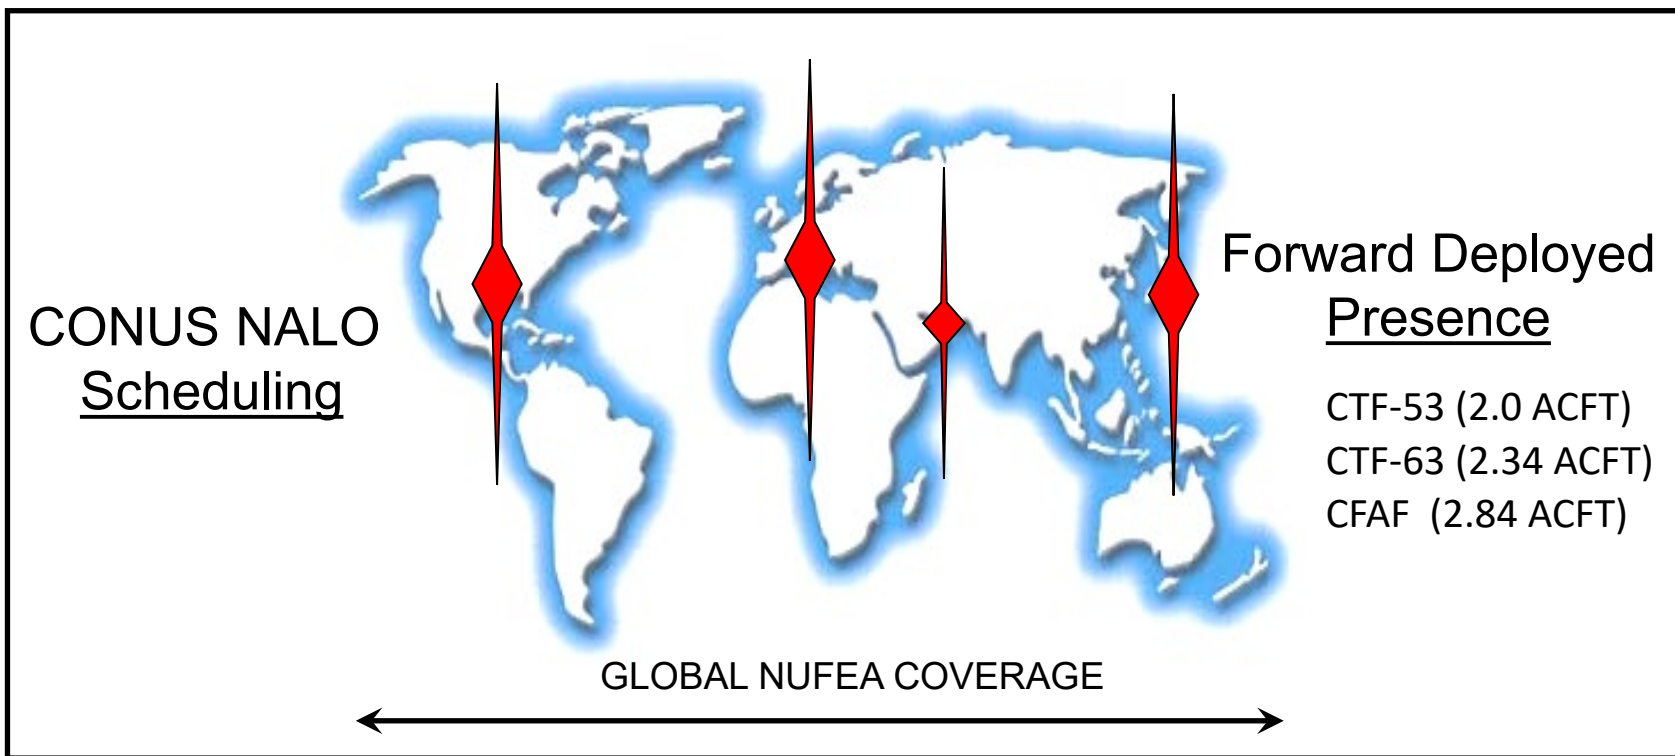 CONUS NALO
Scheduling
Forward Deployed
Presence
CTF-53 (2.0 ACFT)
CTF-63 (2.34 ACFT)
CFAF (2.84 ACFT)
GLOBAL NUFEA COVERAGE